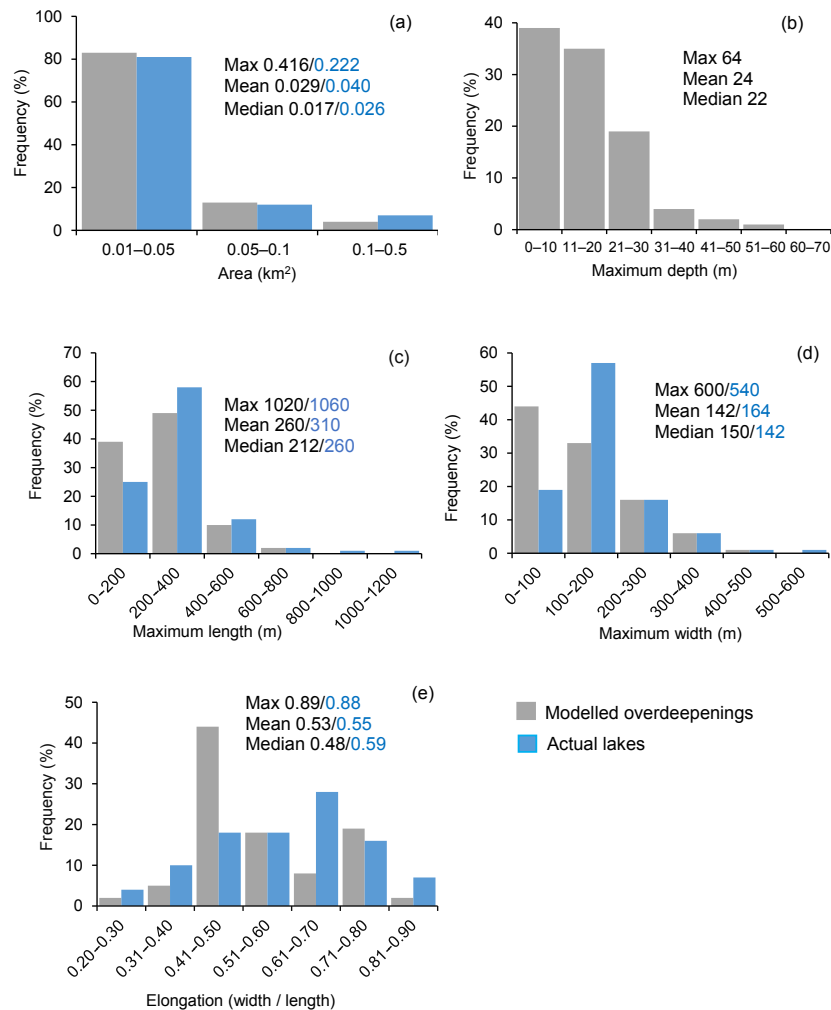 (a)
Max 0.416/0.222
Mean 0.029/0.040
Median 0.017/0.026
Frequency (%)
100
80
60
40
20
0
0.01–0.05 0.05–0.1 0.1–0.5
Area (km²)
(b)
Max 64
Mean 24
Median 22
Frequency (%)
40
30
20
10
0
0–10 11–20 21–30 31–40 41–50 51–60 60–70
Maximum depth (m)
(c)
Max 1020/1060
Mean 260/310
Median 212/260
Frequency (%)
70
60
50
40
30
20
10
0
0–200 200–400 400–600 600–800 800–1000 1000–1200
Maximum length (m)
(d)
Max 600/540
Mean 142/164
Median 150/142
Frequency (%)
60
50
40
30
20
10
0
0–100 100–200 200–300 300–400 400–500 500–600
Maximum width (m)
(e)
Max 0.89/0.88
Mean 0.53/0.55
Median 0.48/0.59
Frequency (%)
50
40
30
20
10
0
0.20–0.30 0.31–0.40 0.41–0.50 0.51–0.60 0.61–0.70 0.71–0.80 0.81–0.90
Elongation (width / length)
Modelled overdeepenings
Actual lakes